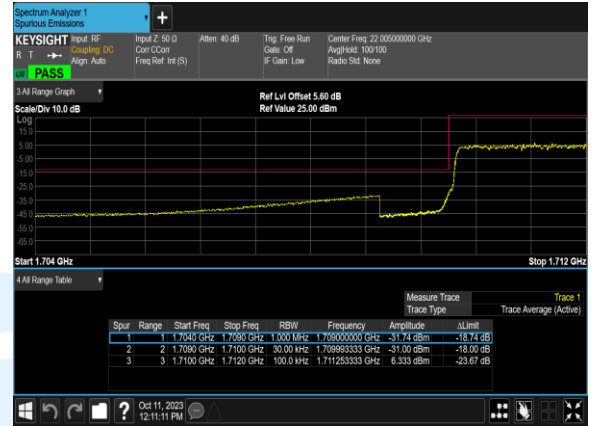 Spectrum Analyzer 1
Spurious Emissions
KEYSIGHT Input: RF Input Z: 50 Ω Atten: 40 dB Trig: Free Run Center Freq: 22.005000000 GHz
R T Coupling: DC Corr CCorr Gate: Off Avg|Hold: 100/100
Align: Auto Freq Ref: Int (S) IF Gain: Low Radio Std: None
LV PASS
3 All Range Graph
Ref Lvl Offset 5.60 dB
Scale/Div 10.0 dB Ref Value 25.00 dBm
Log
15.0
5.00
-5.00
-15.0
-25.0
-35.0
-45.0
-55.0
-65.0
Start 1.704 GHz Stop 1.712 GHz
4 All Range Table
Measure Trace Trace 1
Trace Type Trace Average (Active)
Spur Range Start Freq Stop Freq RBW Frequency Amplitude ΔLimit
1 1 1.7040 GHz 1.7090 GHz 1.000 MHz 1.709000000 GHz -31.74 dBm -18.74 dB
2 2 1.7090 GHz 1.7100 GHz 30.00 kHz 1.709993333 GHz -31.00 dBm -18.00 dB
3 3 1.7100 GHz 1.7120 GHz 100.0 kHz 1.711253333 GHz 6.333 dBm -23.67 dB
? Oct 11, 2023
12:11:11 PM